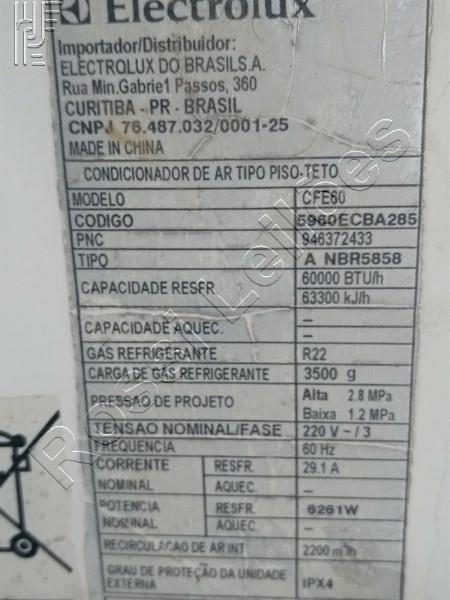 Electrolux
Importador/Distribuidor:
ELECTROLUX DO BRASIL S.A.
Rua Min.Gabrie1 Passos, 360
CURITIBA - PR - BRASIL
CNPJ 76.487.032/0001-25
MADE IN CHINA
CONDICIONADOR DE AR TIPO PISO-TETO
MODELO CFE60
CODIGO 5960ECBA285
PNC 946372433
TIPO A NBR5858
CAPACIDADE RESFR. 60000 BTU/h
63300 kJ/h
CAPACIDADE AQUEC. –
–
GÁS REFRIGERANTE R22
CARGA DE GÁS REFRIGERANTE 3500 g
PRESSÃO DE PROJETO Alta 2.8 MPa
Baixa 1.2 MPa
TENSÃO NOMINAL/FASE 220 V ~ / 3
FREQUENCIA 60 Hz
CORRENTE NOMINAL RESFR. 29.1 A
AQUEC. –
POTENCIA NOMINAL RESFR. 6261W
AQUEC. –
RECIRCULACAO DE AR INT 2200 m³/h
GRAU DE PROTEÇÃO DA UNIDADE EXTERNA IPX4
Rossi Leilões